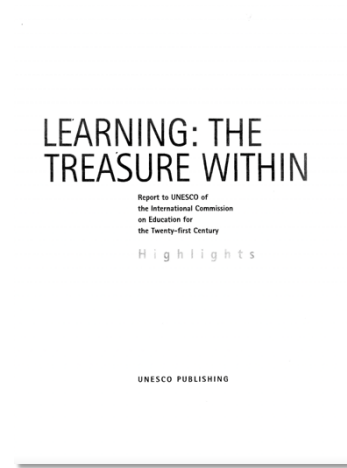 LEARNING: THE
TREASURE WITHIN
Report to UNESCO of
the International Commission
on Education for
the Twenty-first Century
Highlights
UNESCO PUBLISHING